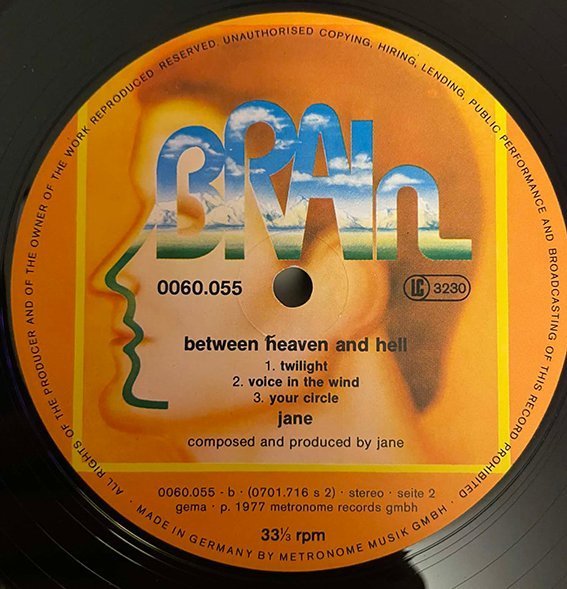 ALL RIGHTS OF THE PRODUCER AND OF THE OWNER OF THE WORK REPRODUCED RESERVED. UNAUTHORISED COPYING, HIRING, LENDING, PUBLIC PERFORMANCE AND BROADCASTING OF THIS RECORD PROHIBITED
BRAIn
0060.055
LC 3230
between heaven and hell
1. twilight
2. voice in the wind
3. your circle
jane
composed and produced by jane
0060.055 - b · (0701.716 s 2) · stereo · seite 2
gema · p. 1977 metronome records gmbh
33⅓ rpm
· MADE IN GERMANY BY METRONOME MUSIK GMBH ·